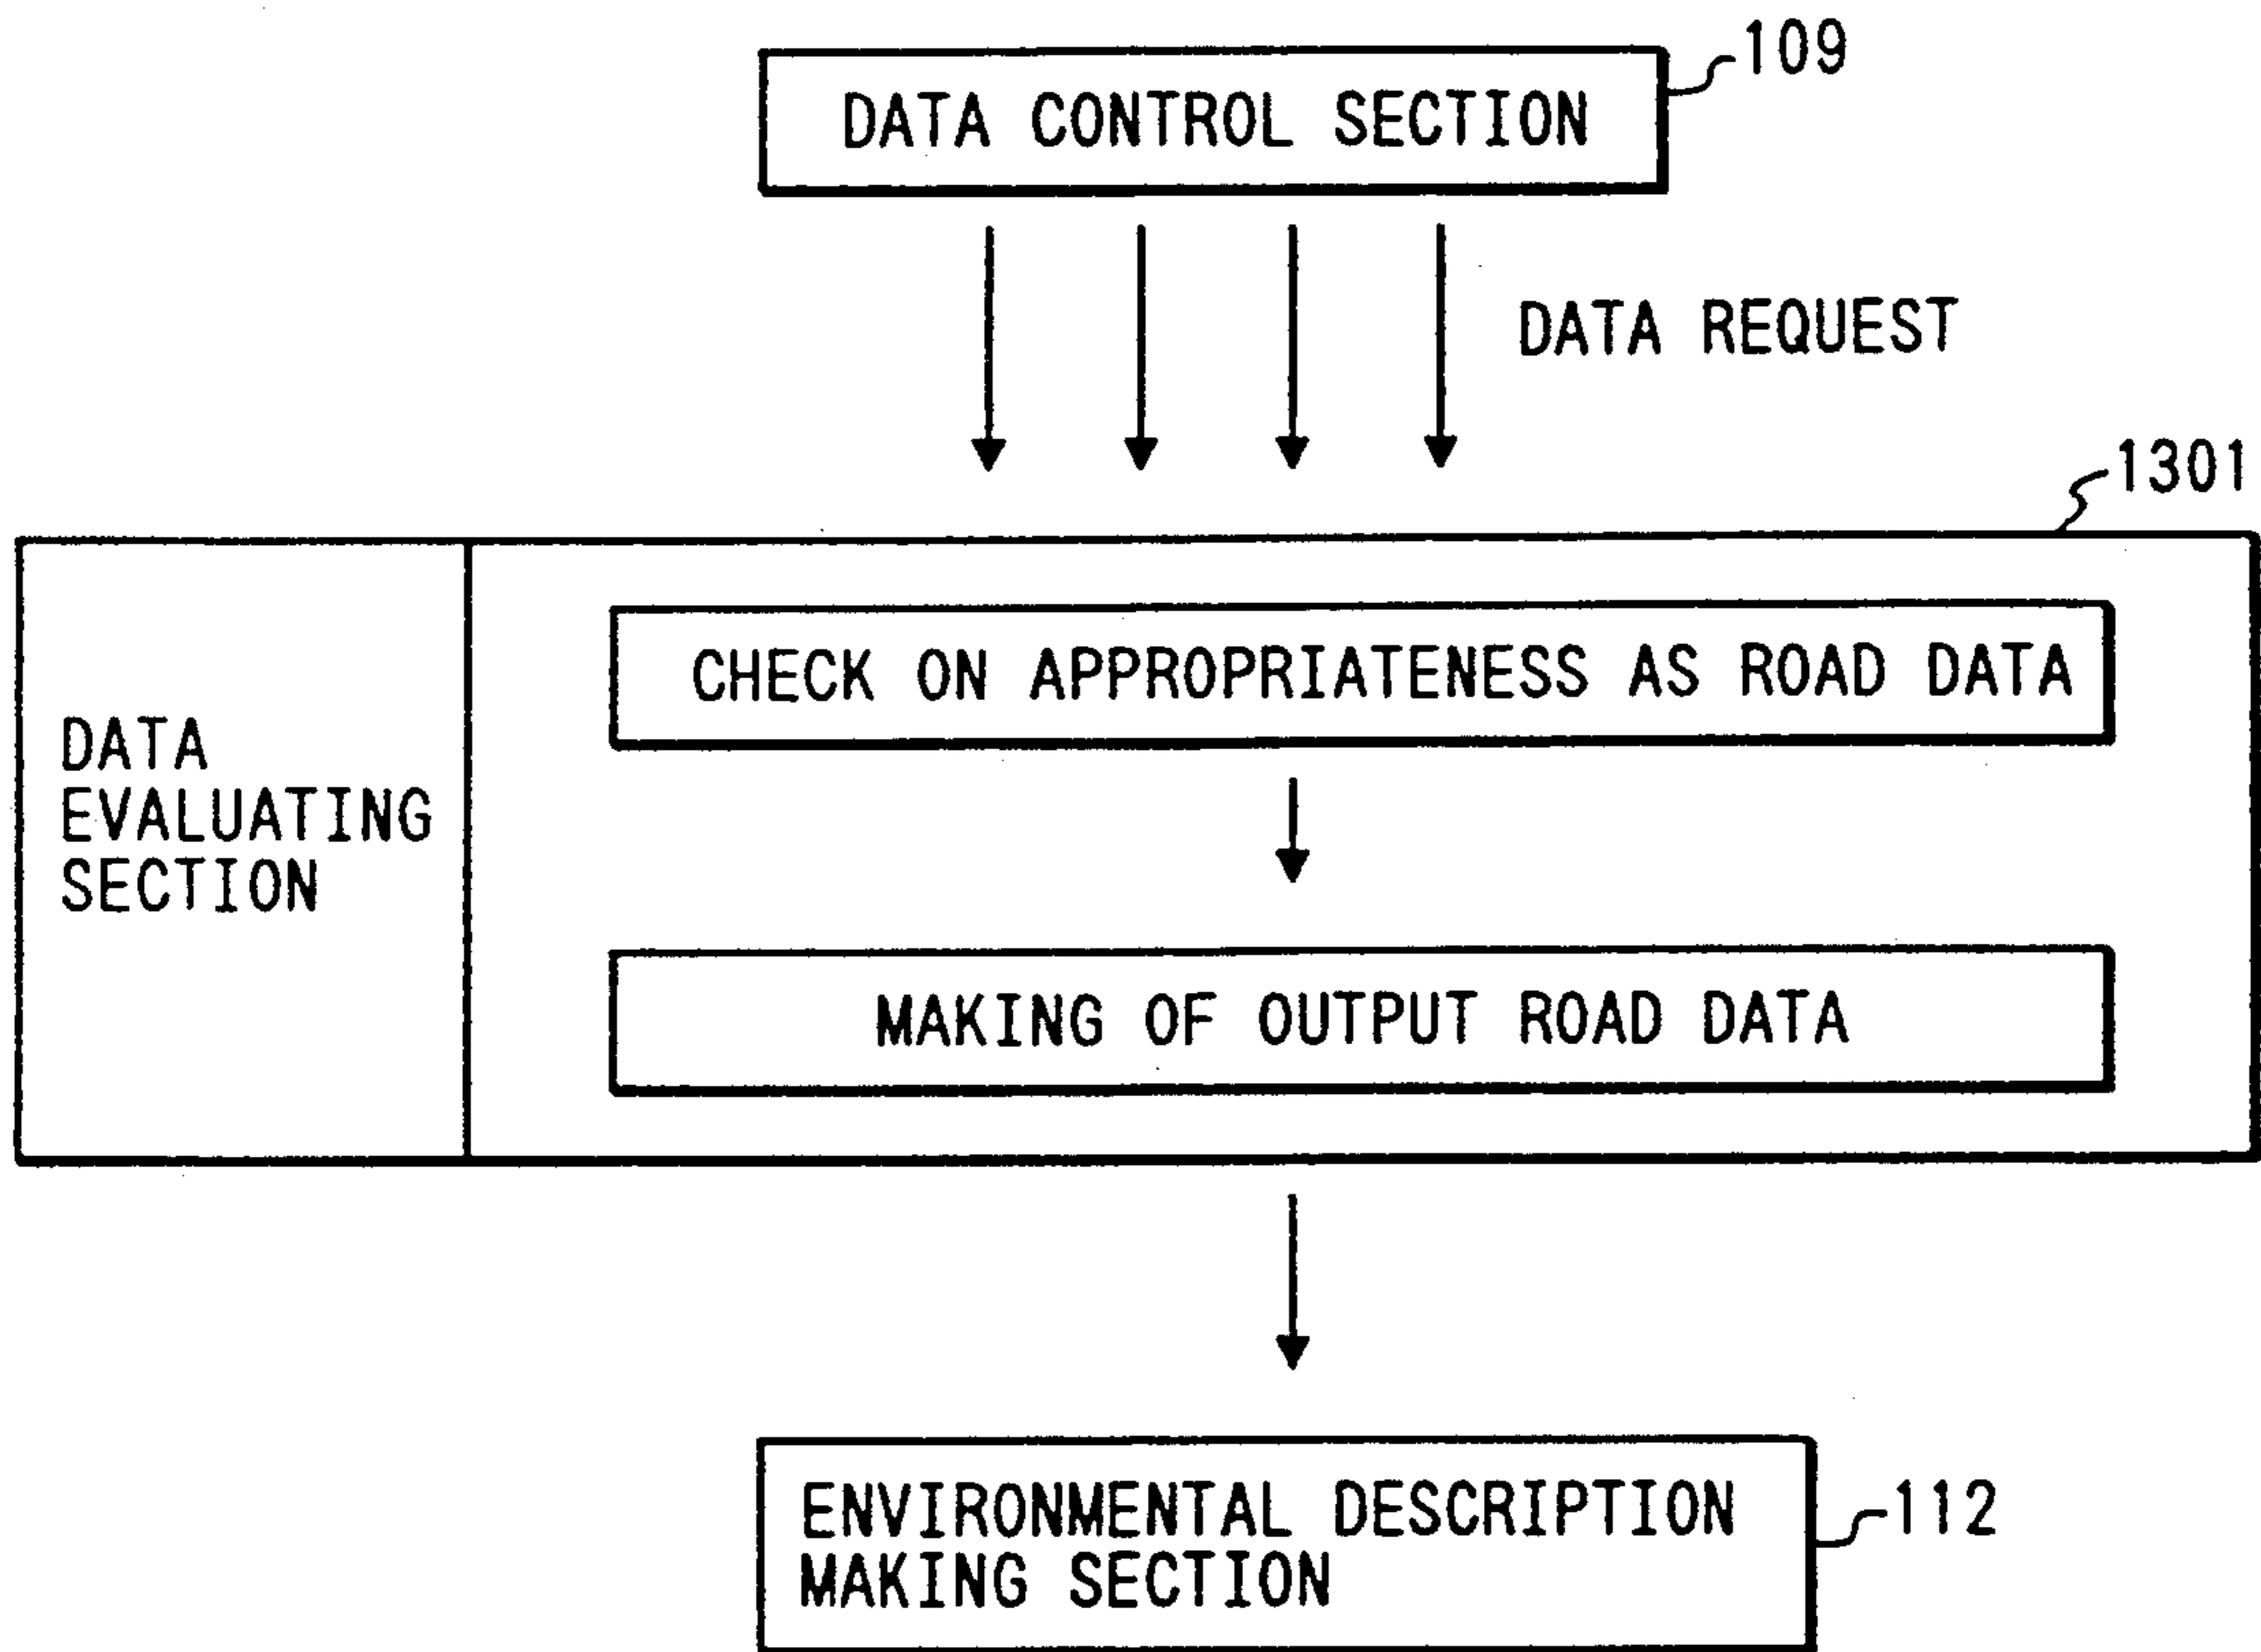 109
DATA CONTROL SECTION
DATA REQUEST
1301
CHECK ON APPROPRIATENESS AS ROAD DATA
DATA
EVALUATING
SECTION
MAKING OF OUTPUT ROAD DATA
ENVIRONMENTAL DESCRIPTION
MAKING SECTION
112